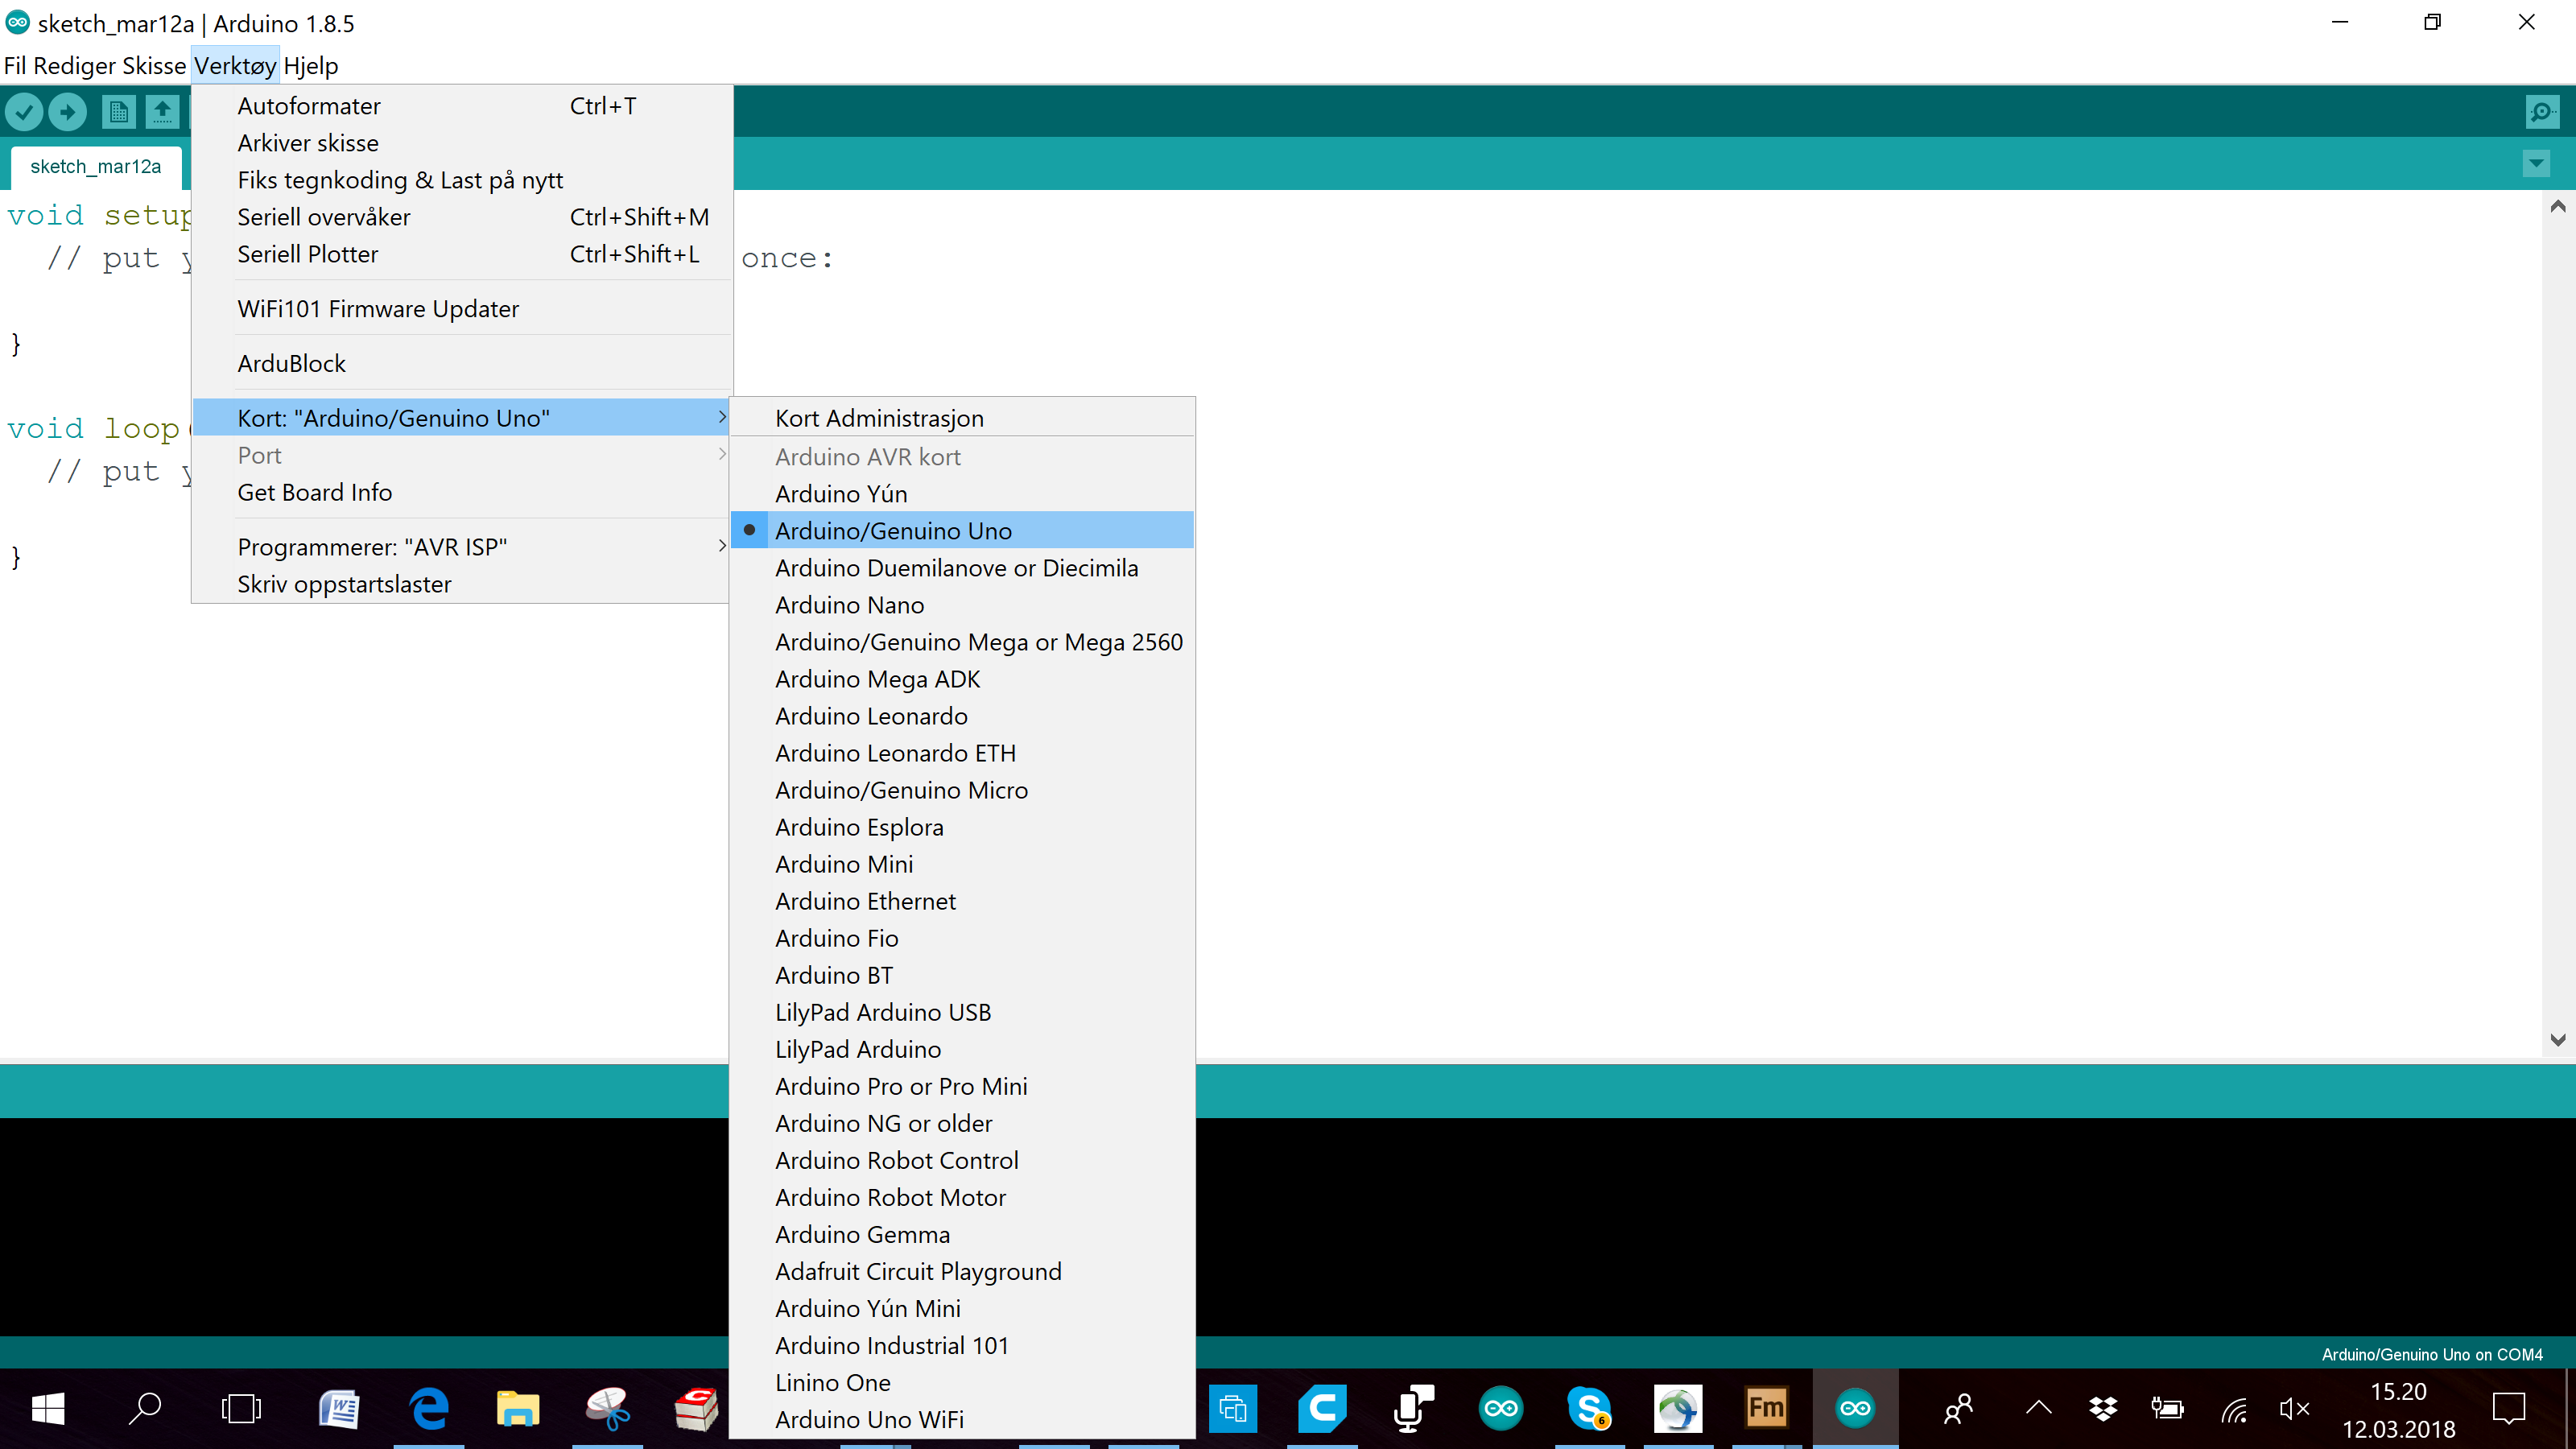 sketch_mar12a | Arduino 1.8.5
Fil Rediger Skisse Verktøy Hjelp
sketch_mar12a
Autoformater Ctrl+T
Arkiver skisse
Fiks tegnkoding & Last på nytt
Seriell overvåker Ctrl+Shift+M
Seriell Plotter Ctrl+Shift+L
WiFi101 Firmware Updater
ArduBlock
Kort: "Arduino/Genuino Uno"
Port
Get Board Info
Programmerer: "AVR ISP"
Skriv oppstartslaster
void setup
// put y once:
}
void loop(
// put y
}
Kort Administrasjon
Arduino AVR kort
Arduino Yún
Arduino/Genuino Uno
Arduino Duemilanove or Diecimila
Arduino Nano
Arduino/Genuino Mega or Mega 2560
Arduino Mega ADK
Arduino Leonardo
Arduino Leonardo ETH
Arduino/Genuino Micro
Arduino Esplora
Arduino Mini
Arduino Ethernet
Arduino Fio
Arduino BT
LilyPad Arduino USB
LilyPad Arduino
Arduino Pro or Pro Mini
Arduino NG or older
Arduino Robot Control
Arduino Robot Motor
Arduino Gemma
Adafruit Circuit Playground
Arduino Yún Mini
Arduino Industrial 101
Linino One
Arduino Uno WiFi
Arduino/Genuino Uno on COM4
Fm
6
15.20
12.03.2018